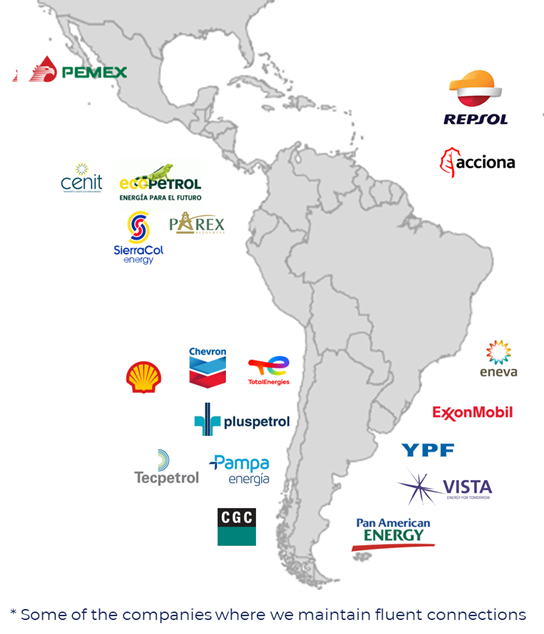 PEMEX
REPSOL
acciona
cenit
ecoPETROL
ENERGÍA PARA EL FUTURO
PAREX
SierraCol
energy
Chevron
TotalEnergies
eneva
ExxonMobil
pluspetrol
YPF
Tecpetrol
Pampa
energía
VISTA
ENERGY FOR TOMORROW
CGC
Pan American
ENERGY
* Some of the companies where we maintain fluent connections